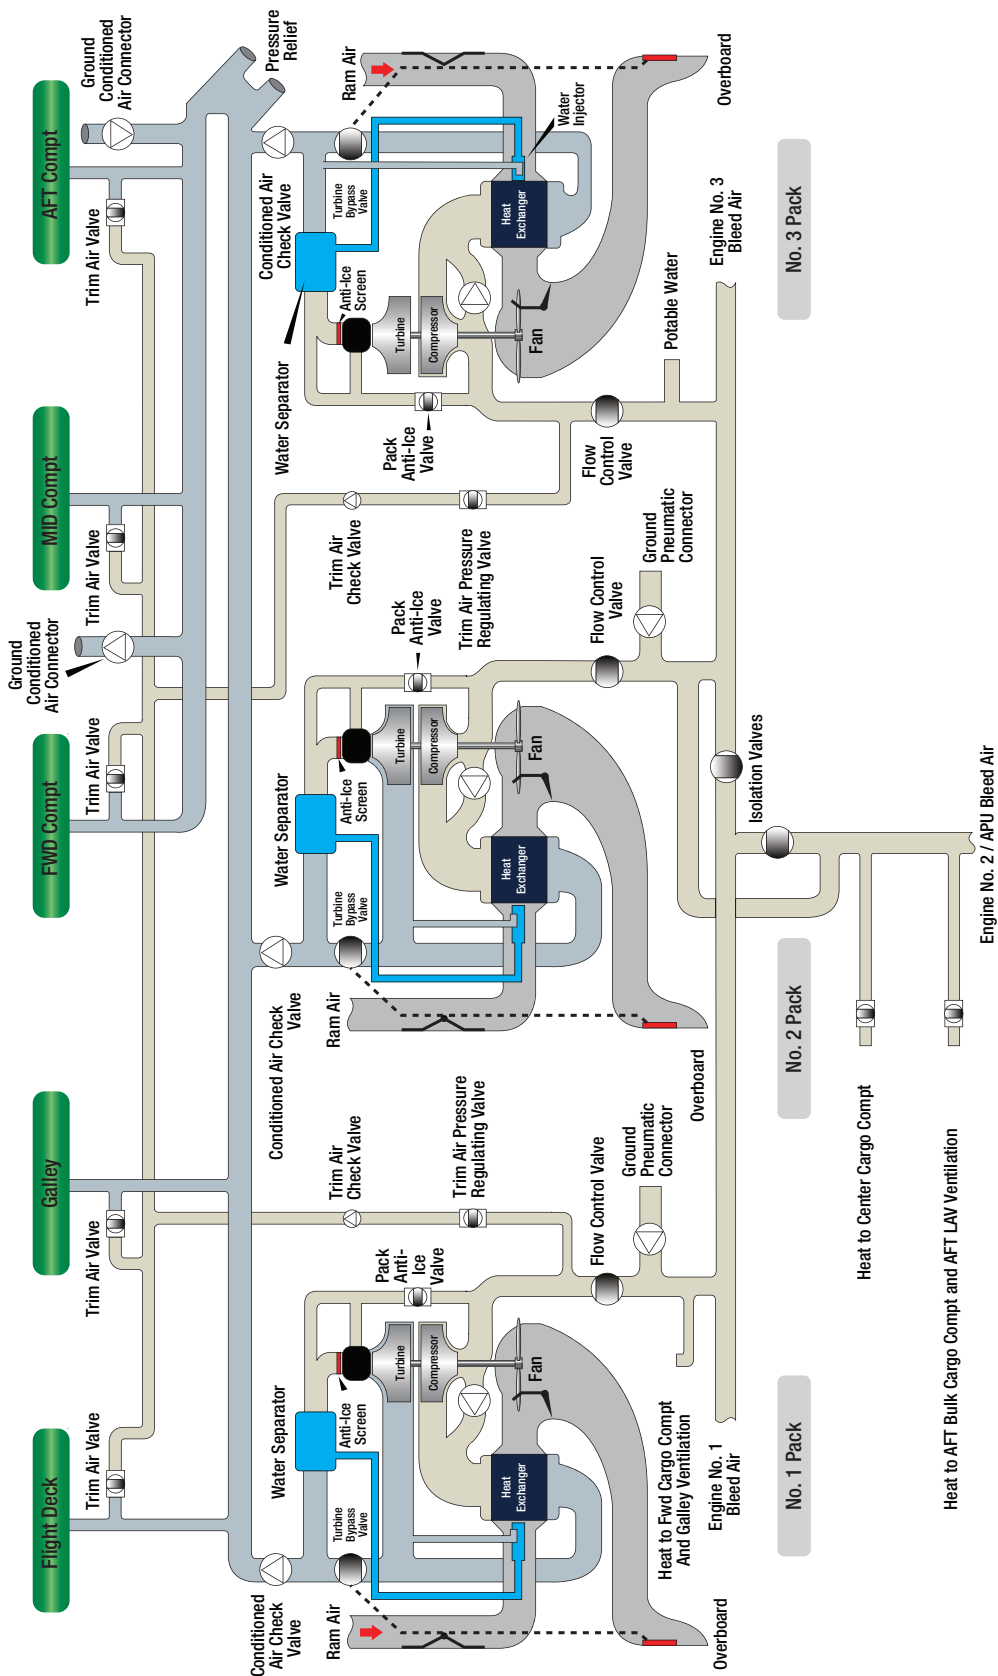 Flight Deck
Galley
FWD Compt
MID Compt
AFT Compt
Trim Air Valve
Trim Air Valve
Trim Air Valve
Ground
Conditioned
Air Connector
Trim Air Valve
Trim Air Valve
Ground
Conditioned
Air Connector
Pressure
Relief
Conditioned
Air Check
Valve
Water Separator
Conditioned Air Check
Valve
Water Separator
Water Separator
Conditioned Air
Check Valve
Ram Air
Turbine
Bypass
Valve
Anti-Ice
Screen
Pack
Anti-
Ice
Valve
Trim Air
Check Valve
Ram Air
Turbine
Bypass
Valve
Anti-Ice
Screen
Pack
Anti-Ice
Valve
Trim Air
Check Valve
Pack
Anti-Ice
Valve
Anti-Ice
Screen
Turbine
Bypass
Valve
Ram Air
Turbine
Compressor
Trim Air Pressure
Regulating Valve
Turbine
Compressor
Trim Air Pressure
Regulating Valve
Turbine
Compressor
Heat
Exchanger
Fan
Heat
Exchanger
Fan
Fan
Heat
Exchanger
Water
Injector
Flow Control Valve
Ground
Pneumatic
Connector
Flow Control
Valve
Ground
Pneumatic
Connector
Flow
Control
Valve
Potable Water
Heat to Fwd Cargo Compt
And Galley Ventilation
Overboard
Overboard
Overboard
Engine No. 1
Bleed Air
Isolation Valves
Engine No. 3
Bleed Air
No. 1 Pack
No. 2 Pack
No. 3 Pack
Heat to Center Cargo Compt
Heat to AFT Bulk Cargo Compt and AFT LAV Ventilation
Engine No. 2 / APU Bleed Air